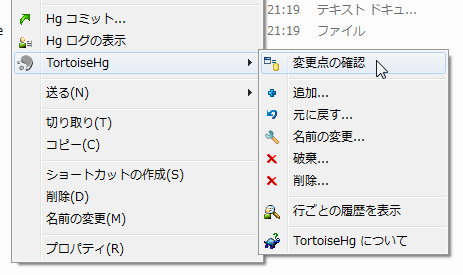 21:19 テキスト ドキュ...
21:19 ファイル
Hg コミット...
Hg ログの表示
TortoiseHg
送る(N)
切り取り(T)
コピー(C)
ショートカットの作成(S)
削除(D)
名前の変更(M)
プロパティ(R)
変更点の確認
追加...
元に戻す...
名前の変更...
破棄...
削除...
行ごとの履歴を表示
TortoiseHg について